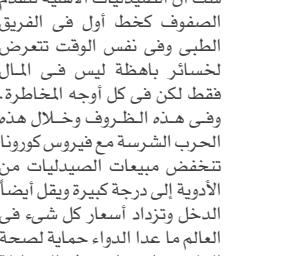 الصفوف كخط أول فى الفريق
الطبى وفى نفس الوقت تتعرض
لخسائر باهظة ليس فى المال
فقط لكن فى كل أوجه المخاطرة.
وفى هذه الظروف وخلال هذه
الحرب الشرسة مع فيروس كورونا
تنخفض مبيعات الصيدليات من
الأدوية إلى درجة كبيرة ويقل أيضاً
الدخل وتزداد أسعار كل شىء فى
العالم ما عدا الدواء حماية لصحة